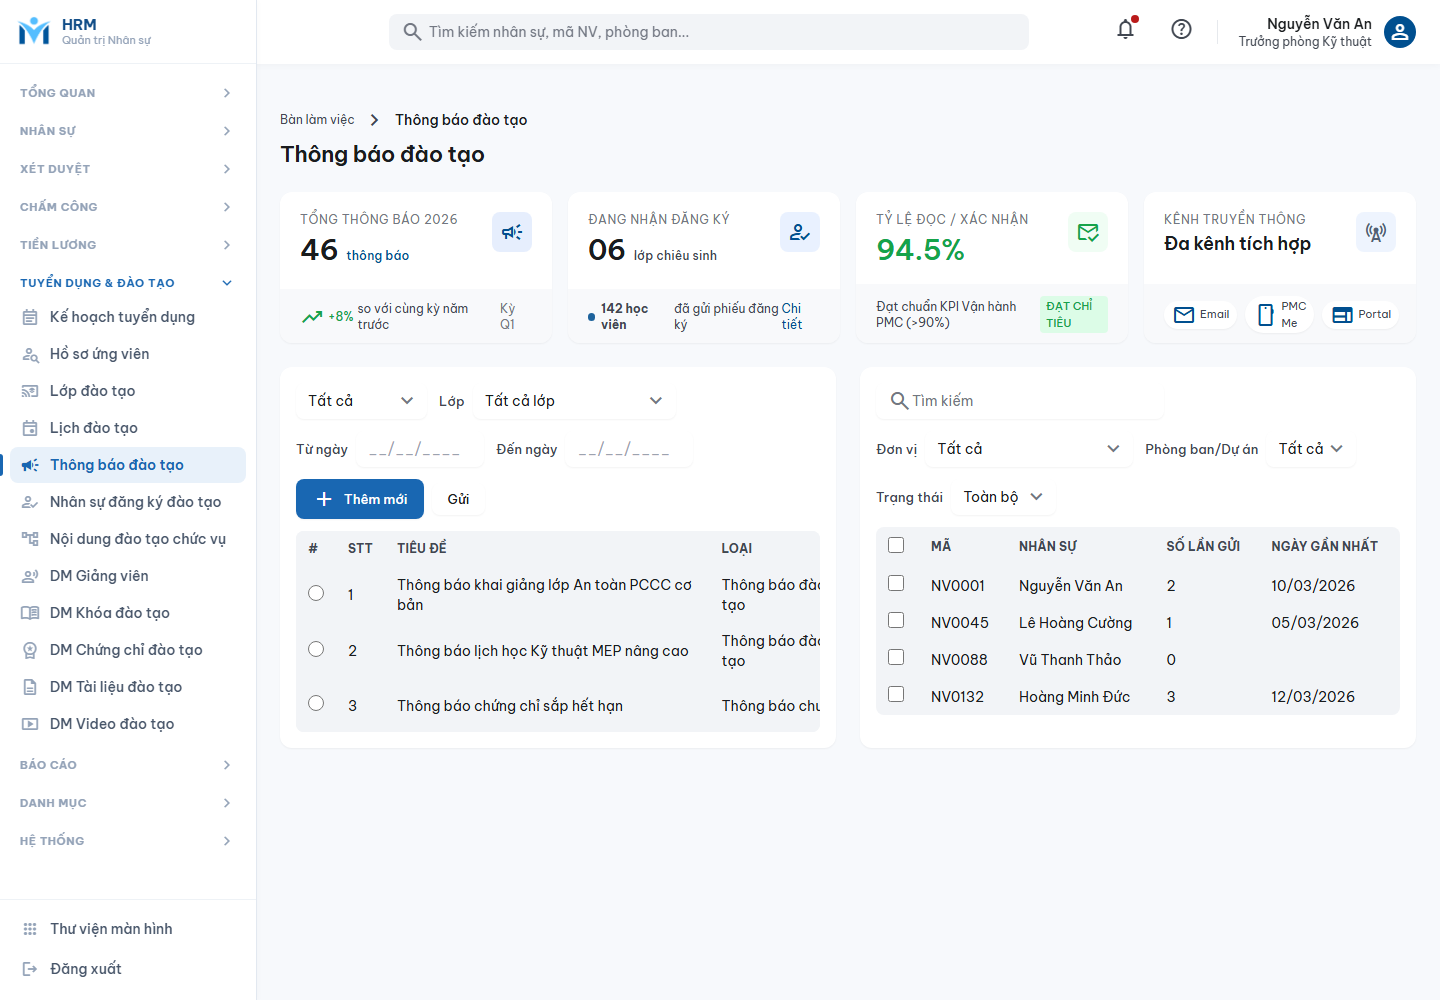 HRM
Quản trị Nhân sự
Tìm kiếm nhân sự, mã NV, phòng ban...
Nguyễn Văn An
Trưởng phòng Kỹ thuật
TỔNG QUAN
NHÂN SỰ
XÉT DUYỆT
CHẤM CÔNG
TIỀN LƯƠNG
TUYỂN DỤNG & ĐÀO TẠO
Kế hoạch tuyển dụng
Hồ sơ ứng viên
Lớp đào tạo
Lịch đào tạo
Thông báo đào tạo
Nhân sự đăng ký đào tạo
Nội dung đào tạo chức vụ
DM Giảng viên
DM Khóa đào tạo
DM Chứng chỉ đào tạo
DM Tài liệu đào tạo
DM Video đào tạo
BÁO CÁO
DANH MỤC
HỆ THỐNG
Thư viện màn hình
Đăng xuất
Bàn làm việc
Thông báo đào tạo
Thông báo đào tạo
TỔNG THÔNG BÁO 2026
46 thông báo
+8% so với cùng kỳ năm trước
Kỳ Q1
ĐANG NHẬN ĐĂNG KÝ
06 lớp chiêu sinh
142 học viên
đã gửi phiếu đăng ký
Chi tiết
TỶ LỆ ĐỌC / XÁC NHẬN
94.5%
Đạt chuẩn KPI Vận hành PMC (>90%)
ĐẠT CHỈ TIÊU
KÊNH TRUYỀN THÔNG
Đa kênh tích hợp
Email
PMC Me
Portal
Tất cả
Lớp
Tất cả lớp
Từ ngày
__/__/____
Đến ngày
__/__/____
Thêm mới
Gửi
# STT TIÊU ĐỀ LOẠI
1 Thông báo khai giảng lớp An toàn PCCC cơ bản Thông báo đào tạo
2 Thông báo lịch học Kỹ thuật MEP nâng cao Thông báo đào tạo
3 Thông báo chứng chỉ sắp hết hạn Thông báo
Tìm kiếm
Đơn vị
Tất cả
Phòng ban/Dự án
Tất cả
Trạng thái
Toàn bộ
MÃ NHÂN SỰ SỐ LẦN GỬI NGÀY GẦN NHẤT
NV0001 Nguyễn Văn An 2 10/03/2026
NV0045 Lê Hoàng Cường 1 05/03/2026
NV0088 Vũ Thanh Thảo 0
NV0132 Hoàng Minh Đức 3 12/03/2026